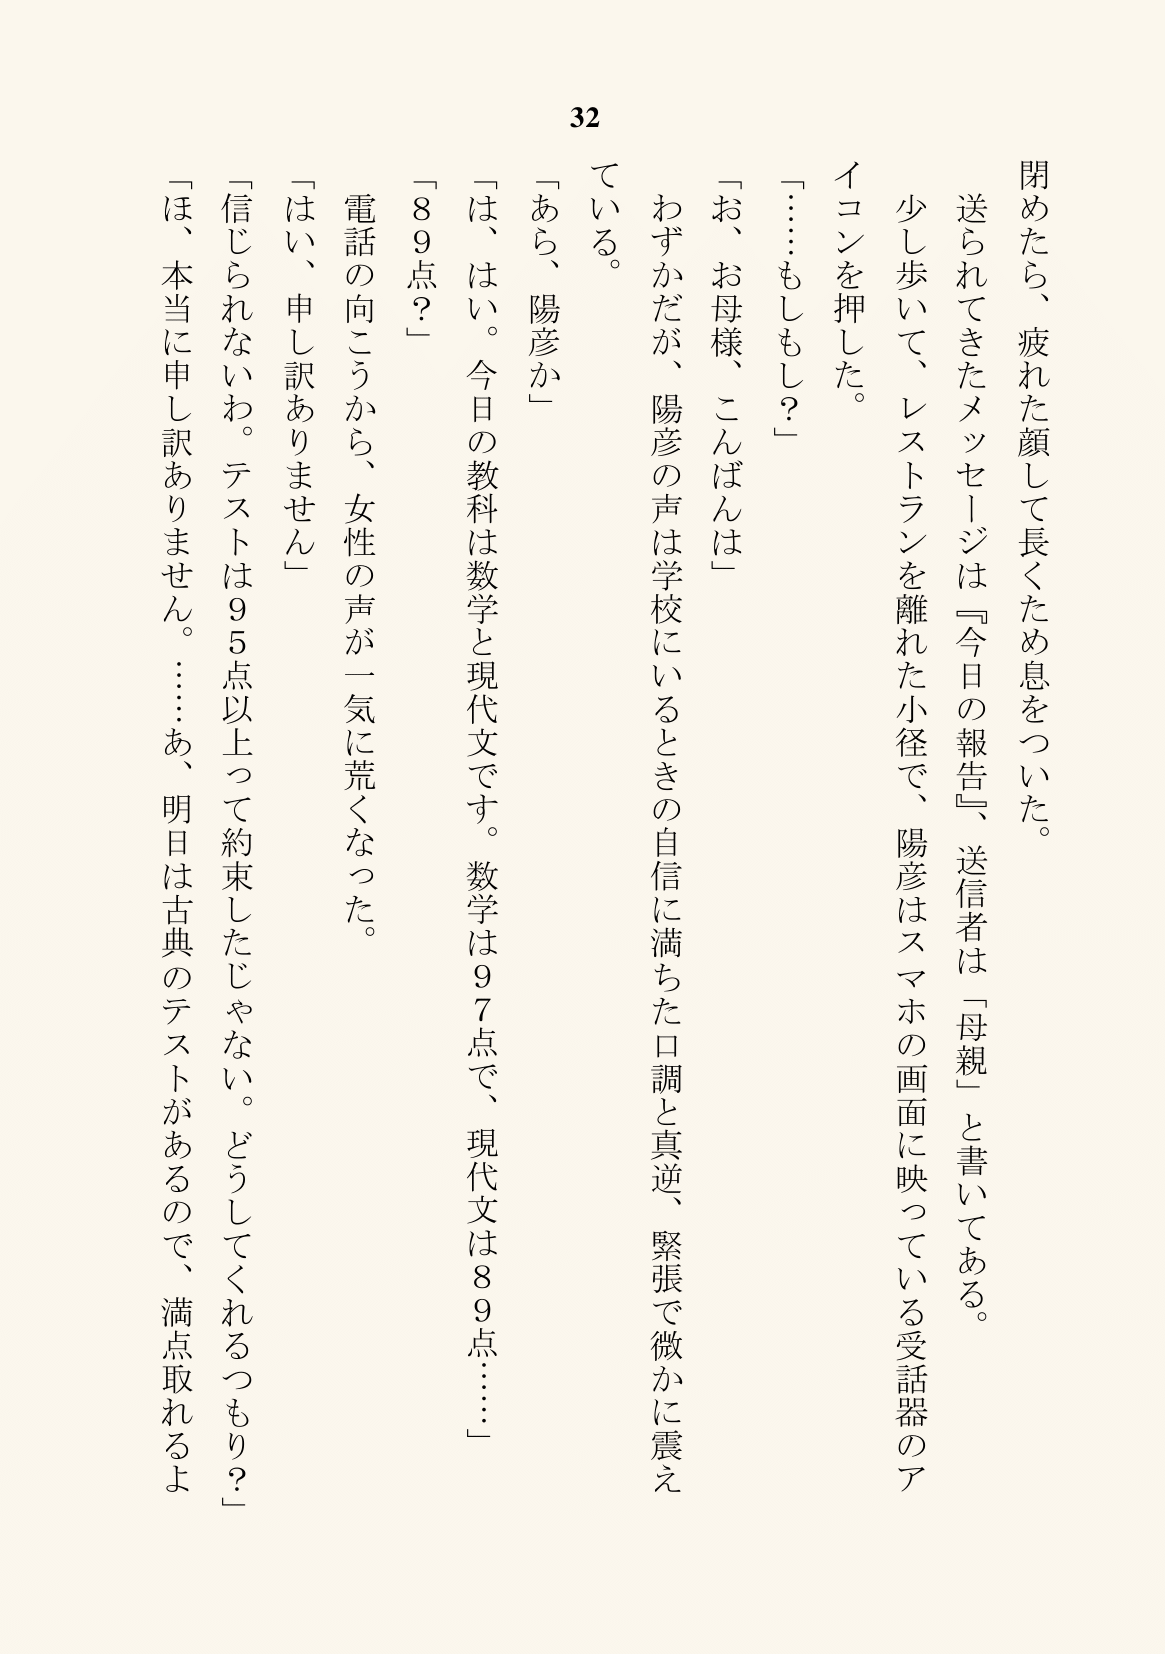 32
閉めたら、疲れた顔して長くため息をついた。
　送られてきたメッセージは『今日の報告』、送信者は「母親」と書いてある。
　少し歩いて、レストランを離れた小径で、陽彦はスマホの画面に映っている受話器のア
イコンを押した。
「……もしもし？」
「お、お母様、こんばんは」
　わずかだが、陽彦の声は学校にいるときの自信に満ちた口調と真逆、緊張で微かに震え
ている。
「あら、陽彦か」
「は、はい。今日の教科は数学と現代文です。数学は９７点で、現代文は８９点……」
「８９点？」
　電話の向こうから、女性の声が一気に荒くなった。
「はい、申し訳ありません」
「信じられないわ。テストは９５点以上って約束したじゃない。どうしてくれるつもり？」
「ほ、本当に申し訳ありません。……あ、明日は古典のテストがあるので、満点取れるよ